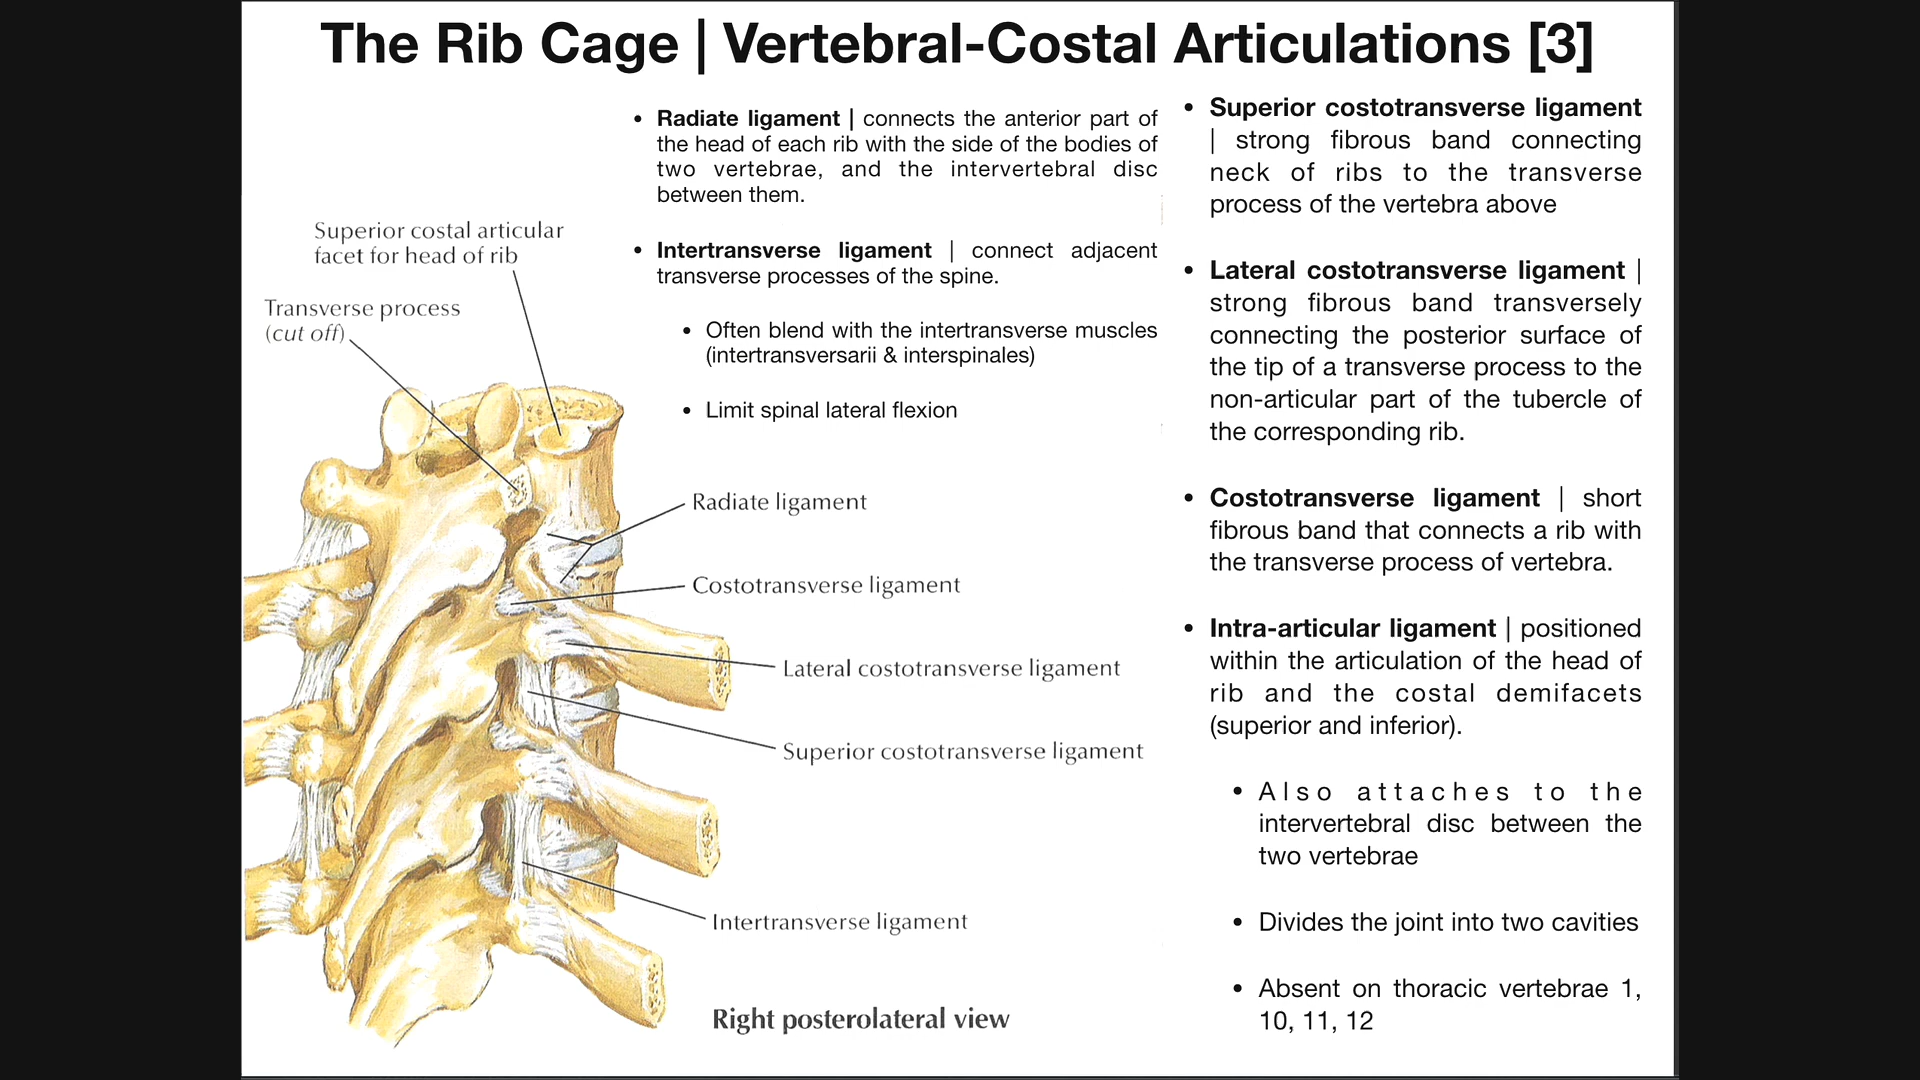 The Rib Cage | Vertebral-Costal Articulations [3]
• Radiate ligament | connects the anterior part of
the head of each rib with the side of the bodies of
two vertebrae, and the intervertebral disc
between them.
• Intertransverse ligament | connect adjacent
transverse processes of the spine.
• Often blend with the intertransverse muscles
(intertransversarii & interspinales)
• Limit spinal lateral flexion
Superior costal articular
facet for head of rib
Transverse process
(cut off)
Radiate ligament
Costotransverse ligament
Lateral costotransverse ligament
Superior costotransverse ligament
Intertransverse ligament
Right posterolateral view
• Superior costotransverse ligament
| strong fibrous band connecting
neck of ribs to the transverse
process of the vertebra above
• Lateral costotransverse ligament |
strong fibrous band transversely
connecting the posterior surface of
the tip of a transverse process to the
non-articular part of the tubercle of
the corresponding rib.
• Costotransverse ligament | short
fibrous band that connects a rib with
the transverse process of vertebra.
• Intra-articular ligament | positioned
within the articulation of the head of
rib and the costal demifacets
(superior and inferior).
• Also attaches to the
intervertebral disc between the
two vertebrae
• Divides the joint into two cavities
• Absent on thoracic vertebrae 1,
10, 11, 12